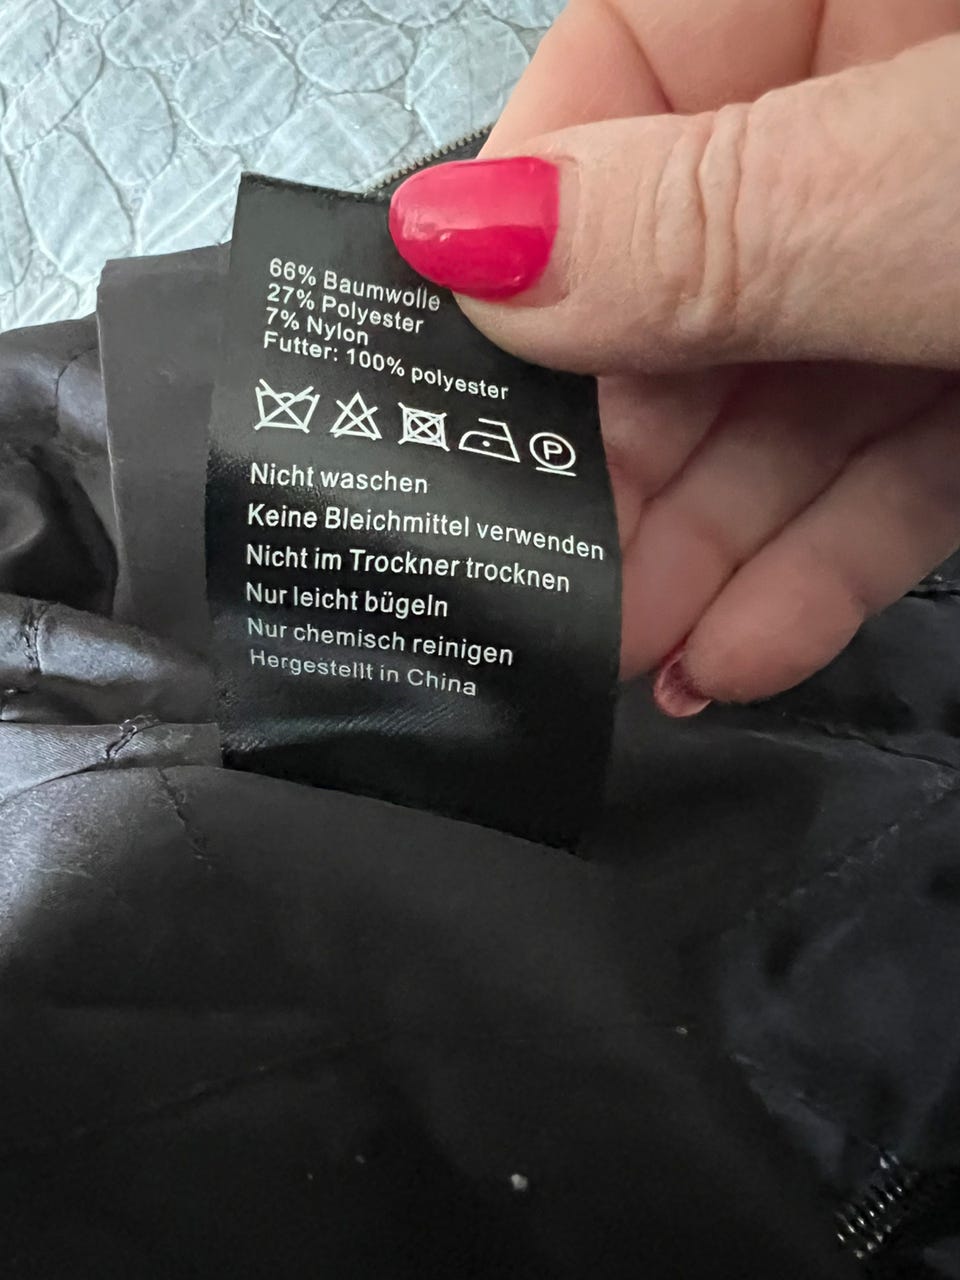 66% Baumwolle
27% Polyester
7% Nylon
Futter: 100% polyester
P
Nicht waschen
Keine Bleichmittel verwenden
Nicht im Trockner trocknen
Nur leicht bügeln
Nur chemisch reinigen
Hergestellt in China